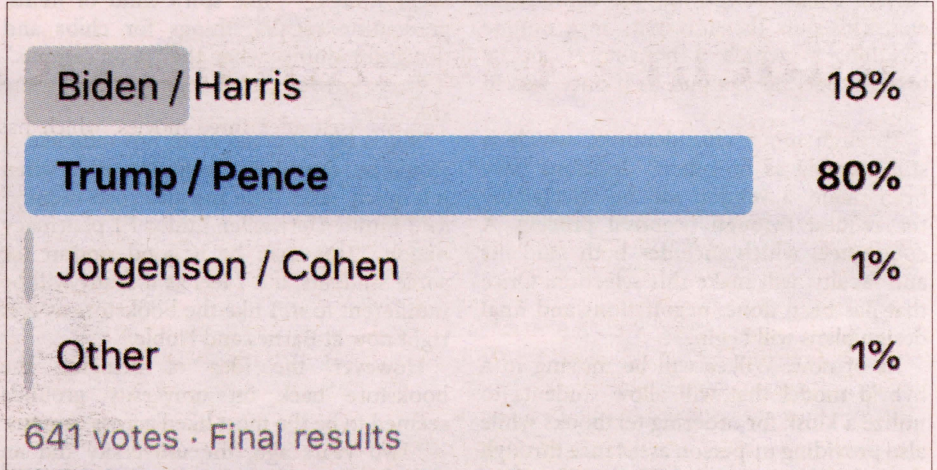 Biden / Harris 18%
Trump / Pence 80%
Jorgenson / Cohen 1%
Other 1%
641 votes · Final results